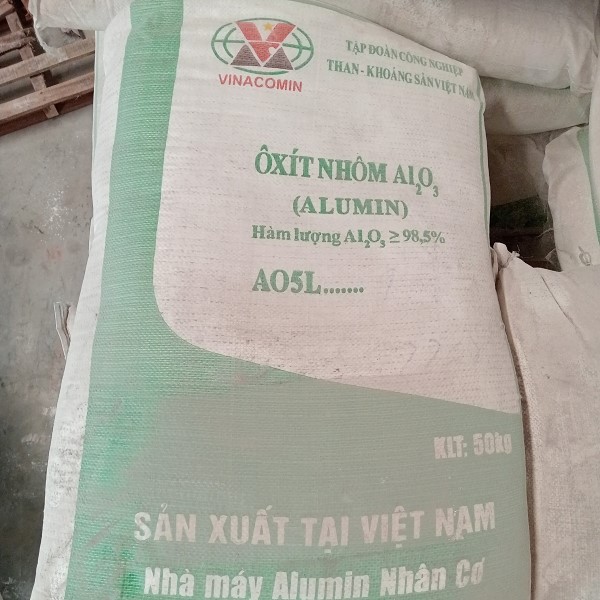 VINACOMIN
TẬP ĐOÀN CÔNG NGHIỆP
THAN - KHOÁNG SẢN VIỆT NAM
ÔXÍT NHÔM Al₂O₃
(ALUMIN)
Hàm lượng Al₂O₃ ≥ 98,5%
AO5L.......
KLT: 50kg
SẢN XUẤT TẠI VIỆT NAM
Nhà máy Alumin Nhân Cơ